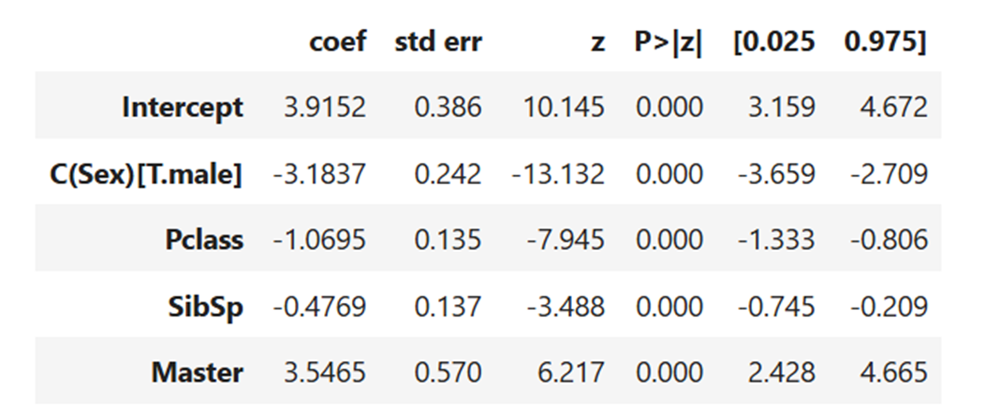 coef std err z P>|z| [0.025 0.975]
Intercept 3.9152 0.386 10.145 0.000 3.159 4.672
C(Sex)[T.male] -3.1837 0.242 -13.132 0.000 -3.659 -2.709
Pclass -1.0695 0.135 -7.945 0.000 -1.333 -0.806
SibSp -0.4769 0.137 -3.488 0.000 -0.745 -0.209
Master 3.5465 0.570 6.217 0.000 2.428 4.665